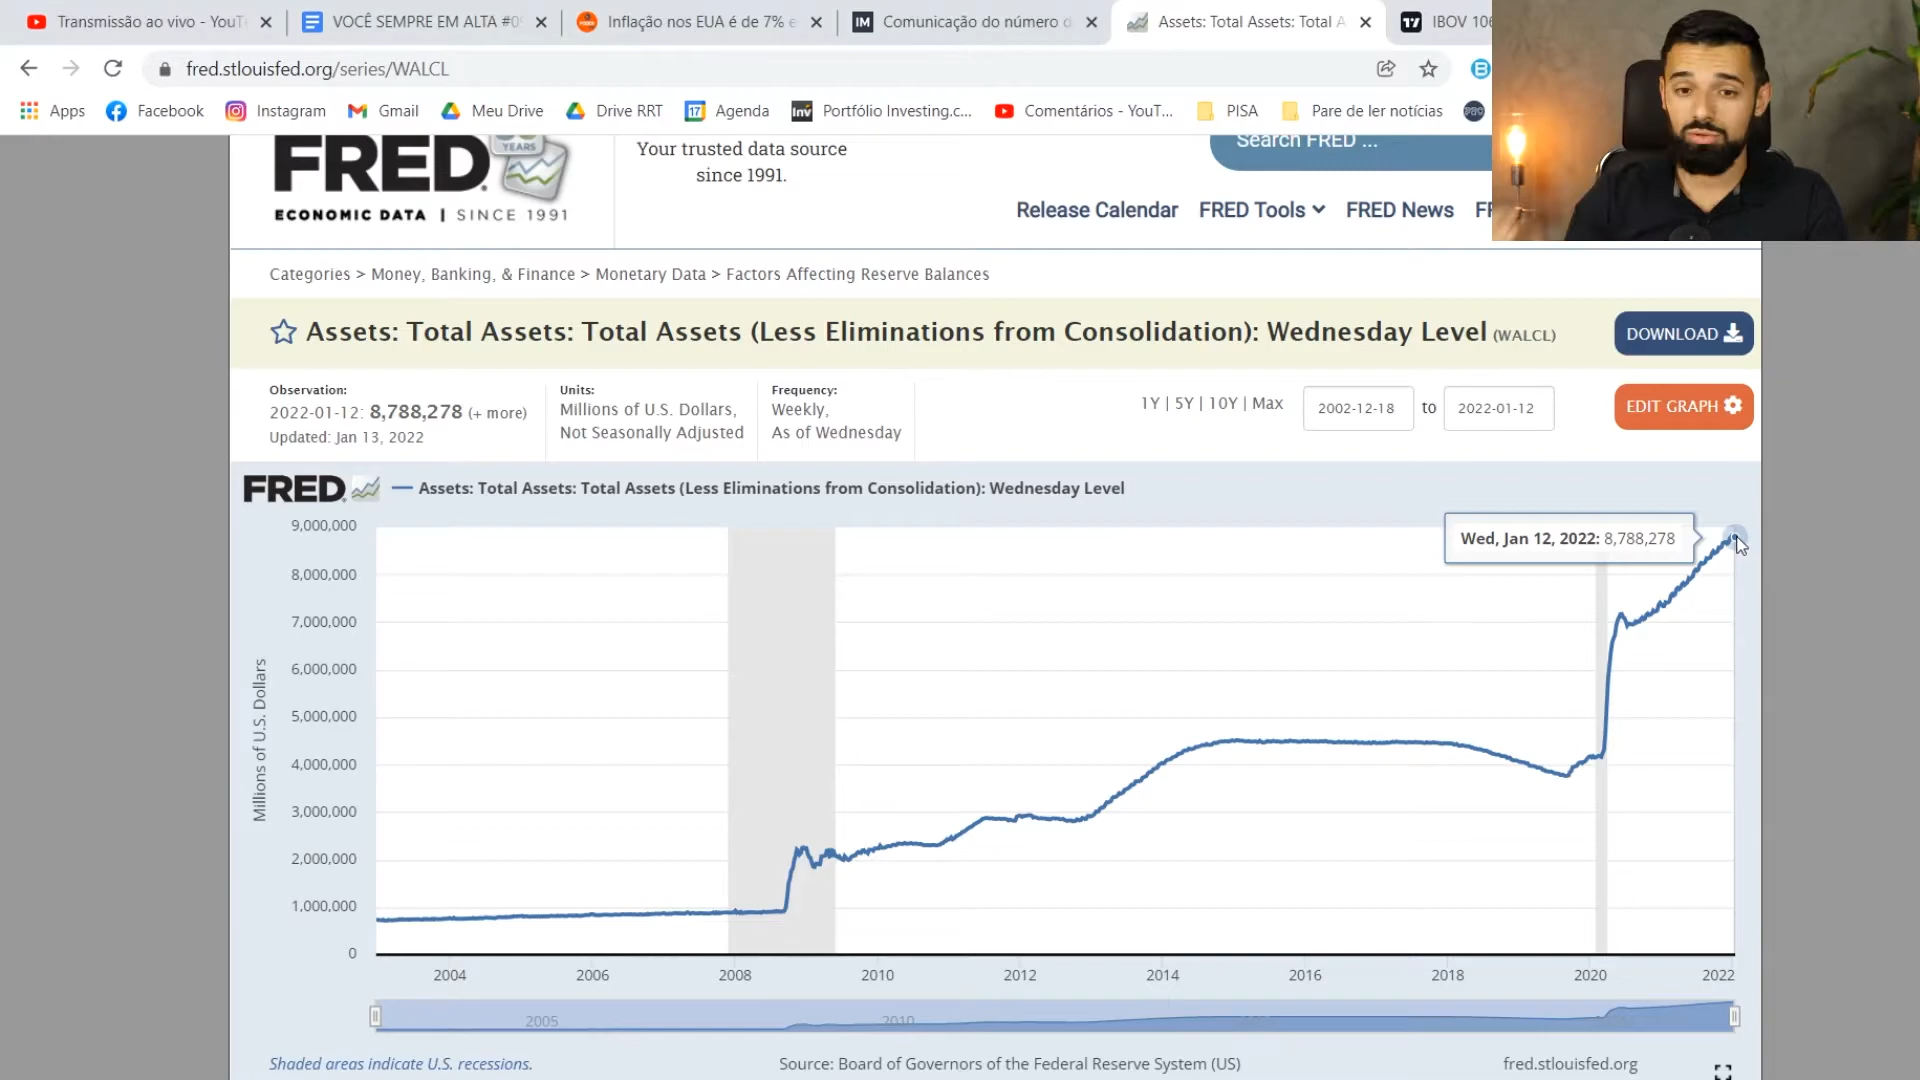 Transmissão ao vivo - YouT
VOCÊ SEMPRE EM ALTA #0
Inflação nos EUA é de 7% e
Comunicação do número d
Assets: Total Assets: Total A
IBOV 106
fred.stlouisfed.org/series/WALCL
Apps
Facebook
Instagram
Gmail
Meu Drive
Drive RRT
Agenda
Portfólio Investing.c...
Comentários - YouT...
PISA
Pare de ler notícias
FRED
YEARS
ECONOMIC DATA | SINCE 1991
Your trusted data source
since 1991.
Search FRED ...
Release Calendar
FRED Tools
FRED News
Categories > Money, Banking, & Finance > Monetary Data > Factors Affecting Reserve Balances
Assets: Total Assets: Total Assets (Less Eliminations from Consolidation): Wednesday Level (WALCL)
DOWNLOAD
Observation:
2022-01-12: 8,788,278 (+ more)
Updated: Jan 13, 2022
Units:
Millions of U.S. Dollars,
Not Seasonally Adjusted
Frequency:
Weekly,
As of Wednesday
1Y | 5Y | 10Y | Max
2002-12-18 to 2022-01-12
EDIT GRAPH
FRED
Assets: Total Assets: Total Assets (Less Eliminations from Consolidation): Wednesday Level
Wed, Jan 12, 2022: 8,788,278
Millions of U.S. Dollars
9,000,000
8,000,000
7,000,000
6,000,000
5,000,000
4,000,000
3,000,000
2,000,000
1,000,000
0
2004 2006 2008 2010 2012 2014 2016 2018 2020 2022
2005 2010
Shaded areas indicate U.S. recessions.
Source: Board of Governors of the Federal Reserve System (US)
fred.stlouisfed.org